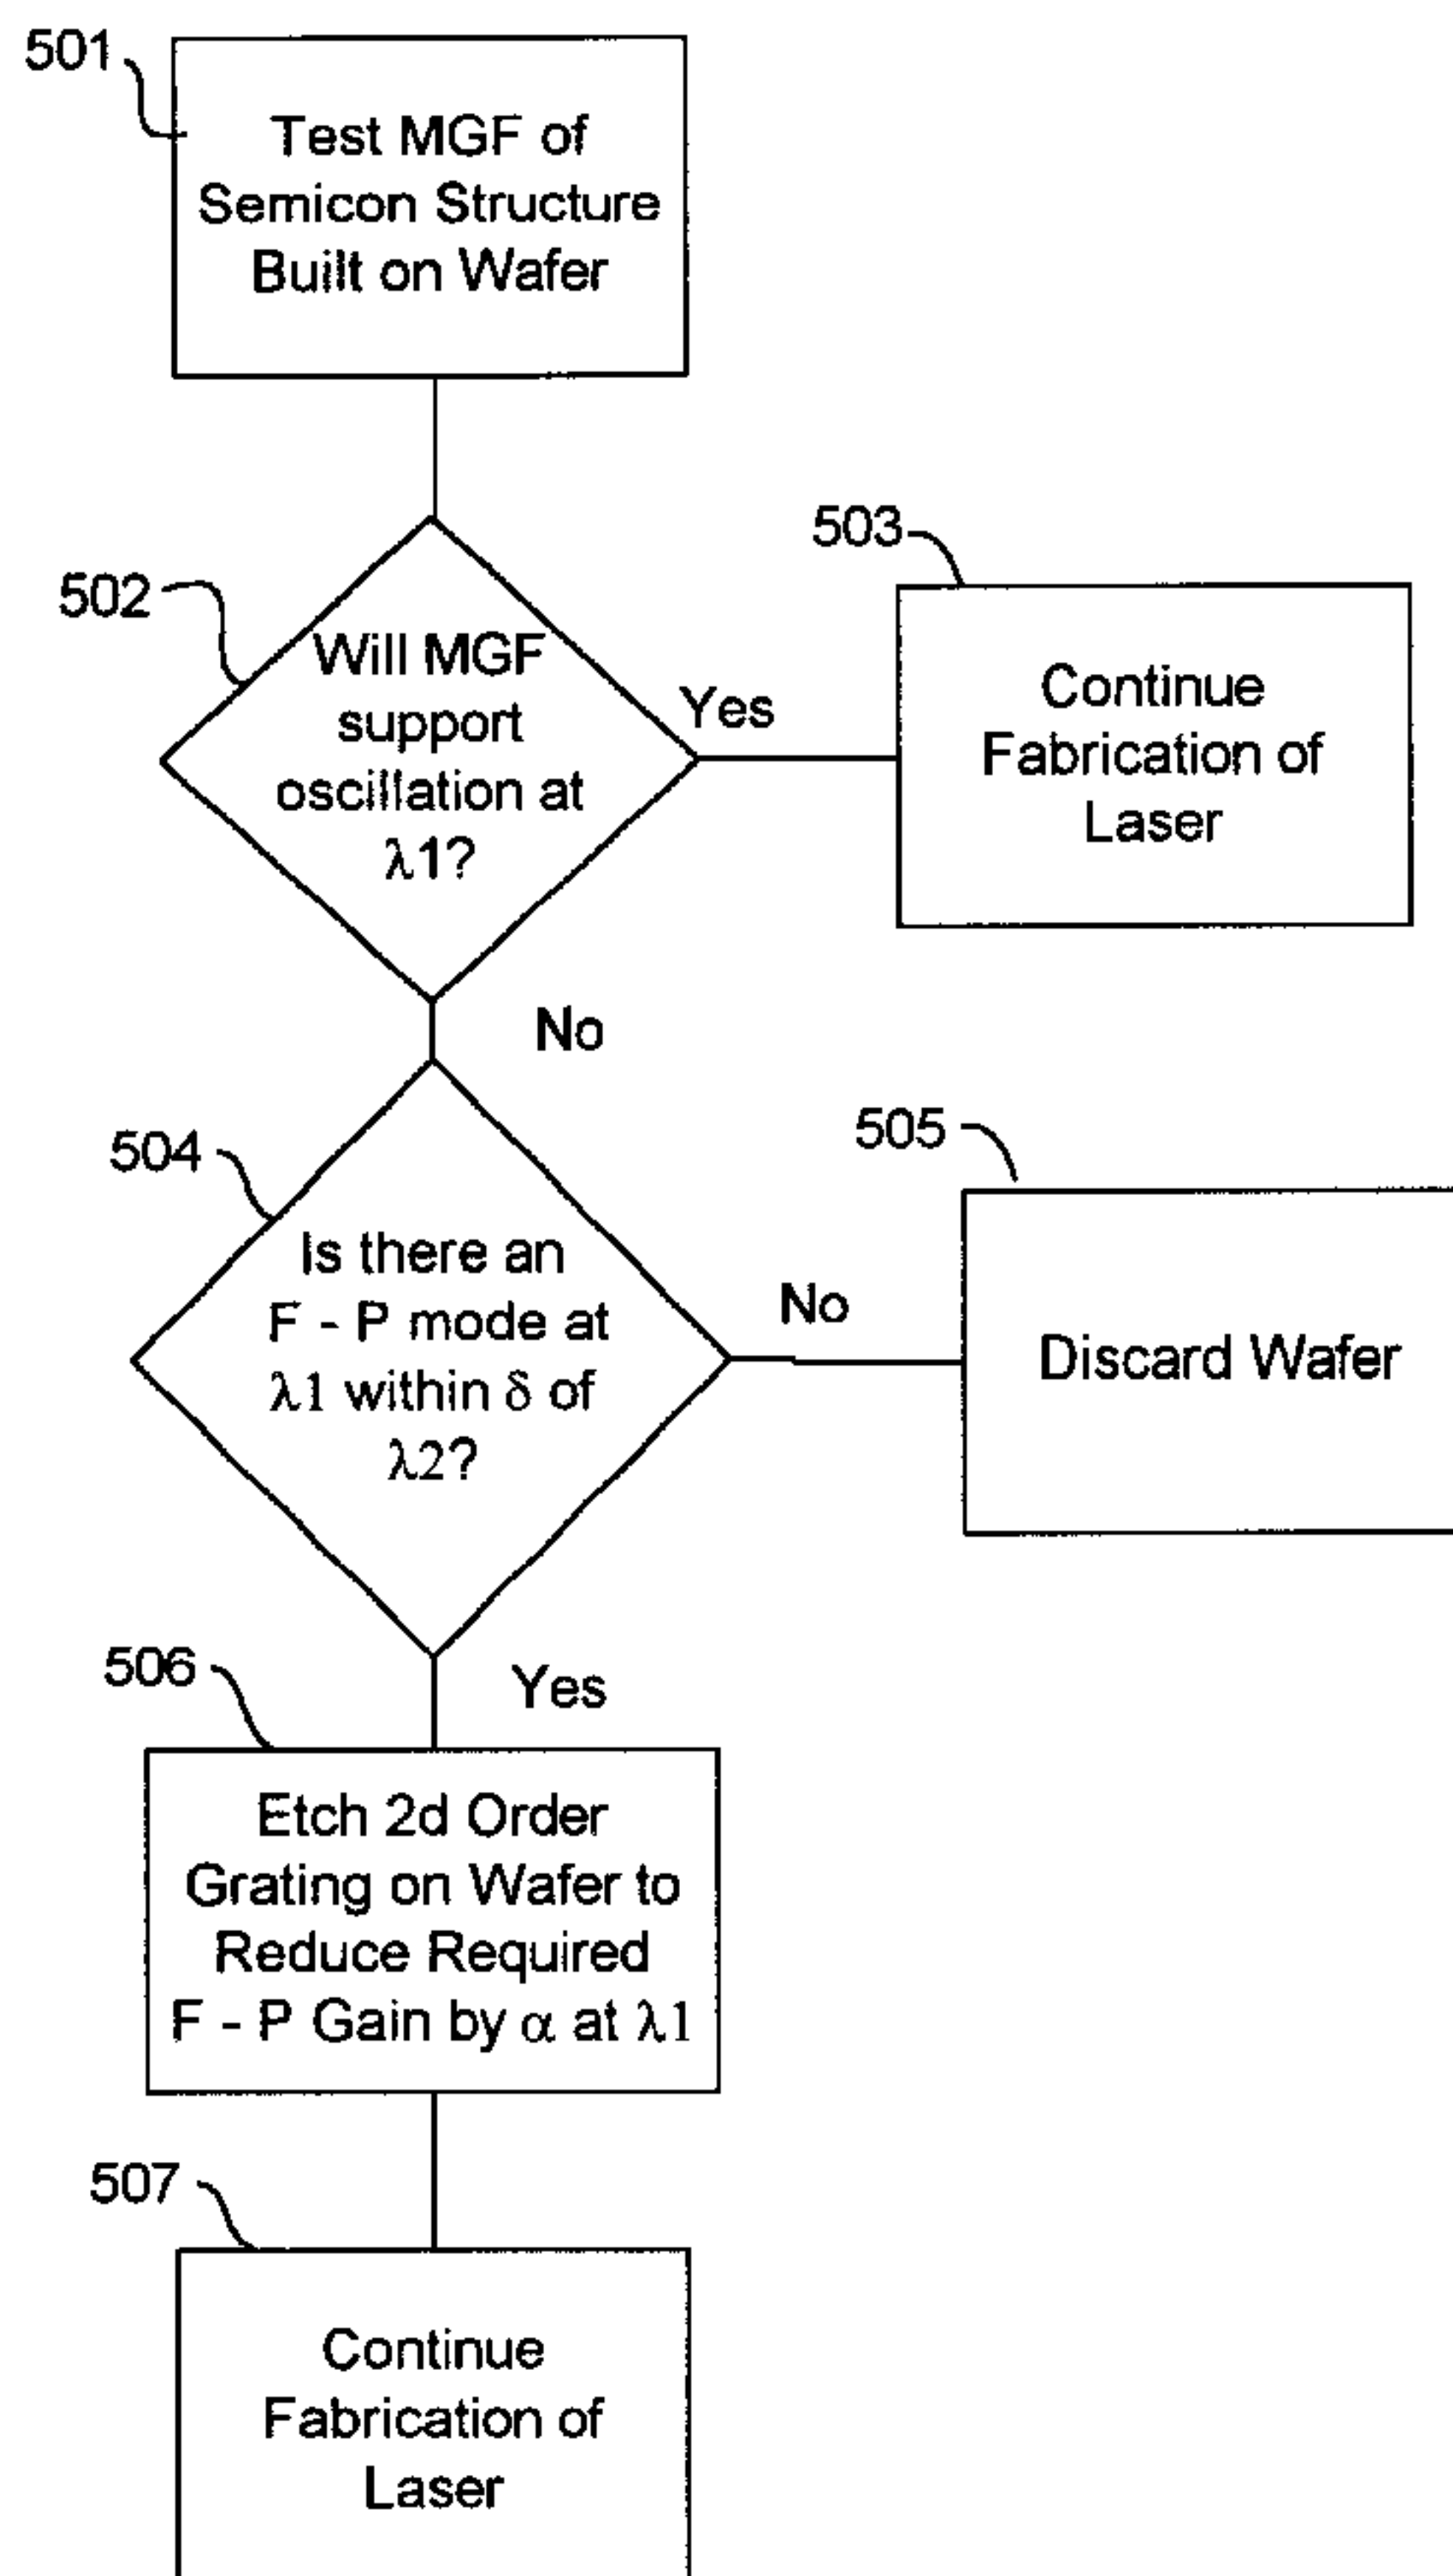 501
Test MGF of
Semicon Structure
Built on Wafer
502
Will MGF
support
oscillation at
λ1?
Yes
503
Continue
Fabrication of
Laser
No
504
Is there an
F - P mode at
λ1 within δ of
λ2?
No
505
Discard Wafer
Yes
506
Etch 2d Order
Grating on Wafer to
Reduce Required
F - P Gain by α at λ1
507
Continue
Fabrication of
Laser